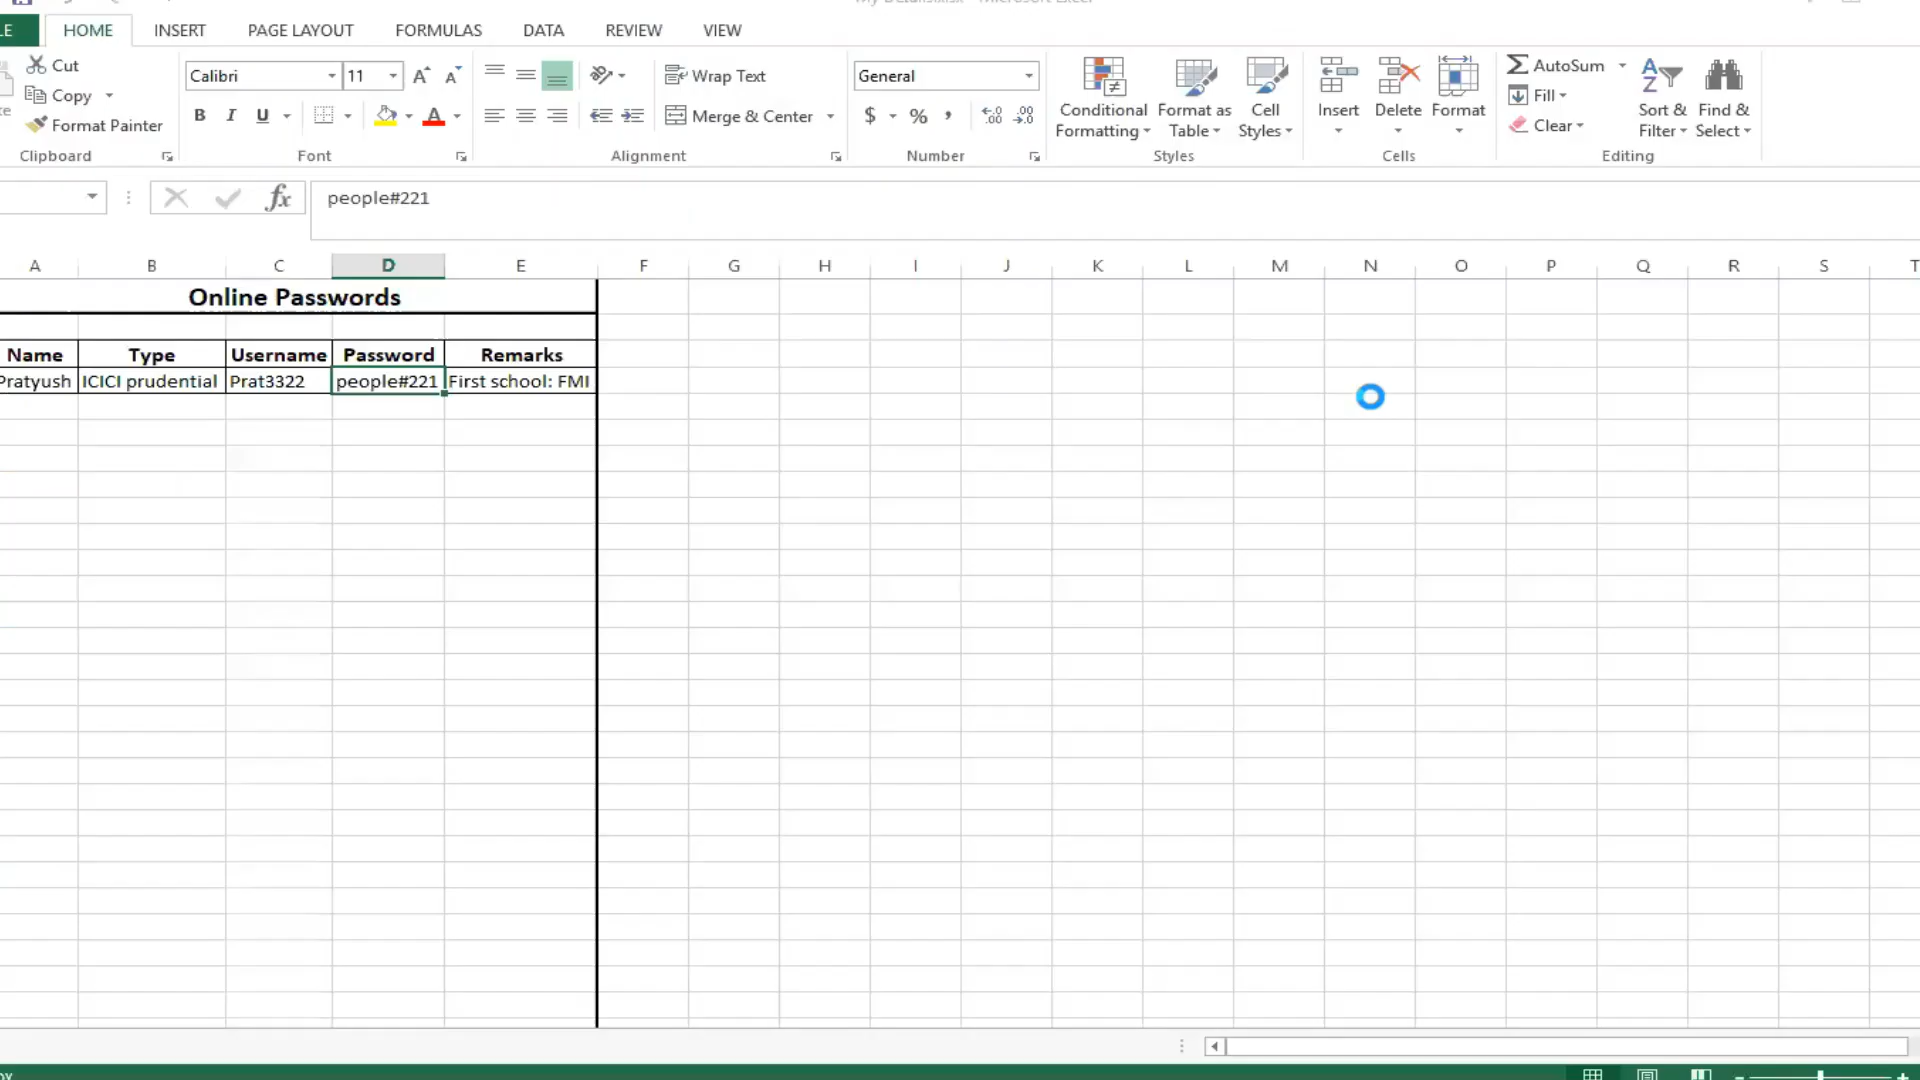 HOME INSERT PAGE LAYOUT FORMULAS DATA REVIEW VIEW
Cut
Copy
Format Painter
Clipboard
Calibri 11
B I U
Font
Wrap Text
Merge & Center
Alignment
General
$ % ,
Number
Conditional Formatting
Format as Table
Cell Styles
Styles
Insert Delete Format
Cells
AutoSum
Fill
Clear
Sort & Filter
Find & Select
Editing
fx people#221
A B C D E F G H I J K L M N O P Q R S T
Online Passwords
Name Type Username Password Remarks
Pratyush ICICI prudential Prat3322 people#221 First school: FMI